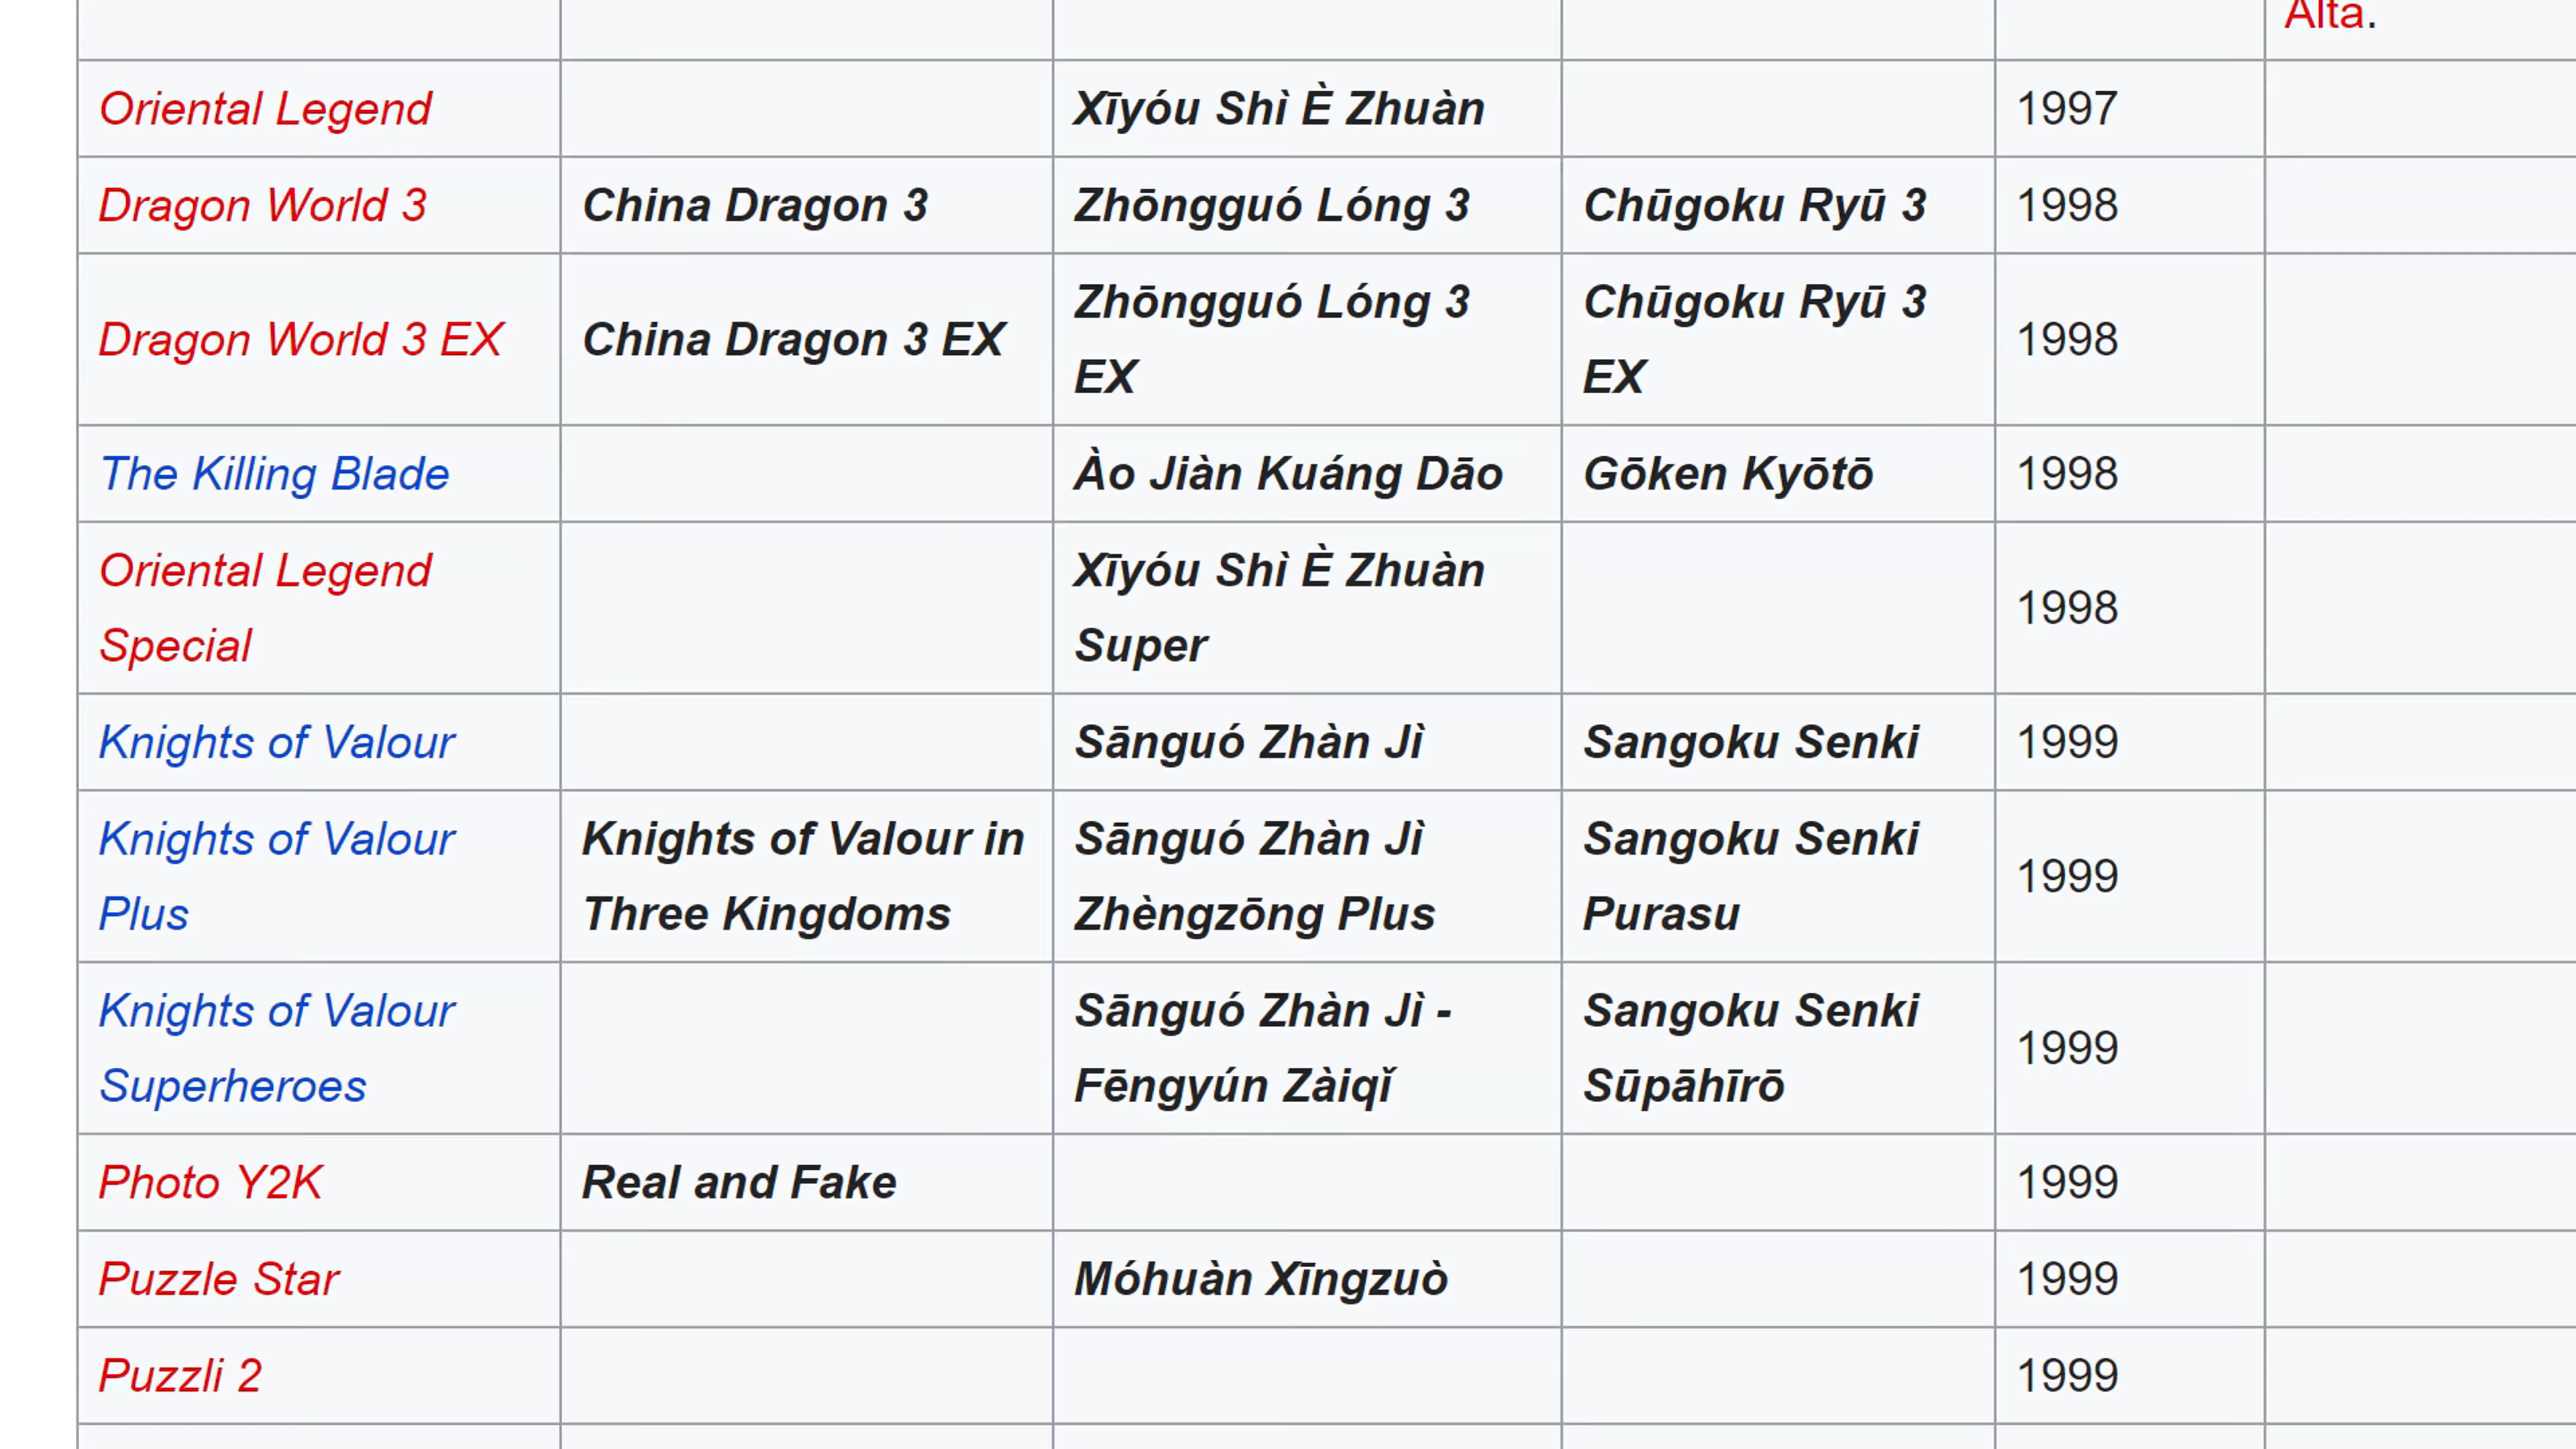 Alta.
Oriental Legend Xīyóu Shì È Zhuàn 1997
Dragon World 3 China Dragon 3 Zhōngguó Lóng 3 Chūgoku Ryū 3 1998
Dragon World 3 EX China Dragon 3 EX Zhōngguó Lóng 3 EX Chūgoku Ryū 3 EX 1998
The Killing Blade Ào Jiàn Kuáng Dāo Gōken Kyōtō 1998
Oriental Legend Special Xīyóu Shì È Zhuàn Super 1998
Knights of Valour Sānguó Zhàn Jì Sangoku Senki 1999
Knights of Valour Plus Knights of Valour in Three Kingdoms Sānguó Zhàn Jì Zhèngzōng Plus Sangoku Senki Purasu 1999
Knights of Valour Superheroes Sānguó Zhàn Jì - Fēngyún Zàiqǐ Sangoku Senki Sūpāhīrō 1999
Photo Y2K Real and Fake 1999
Puzzle Star Móhuàn Xīngzuò 1999
Puzzli 2 1999